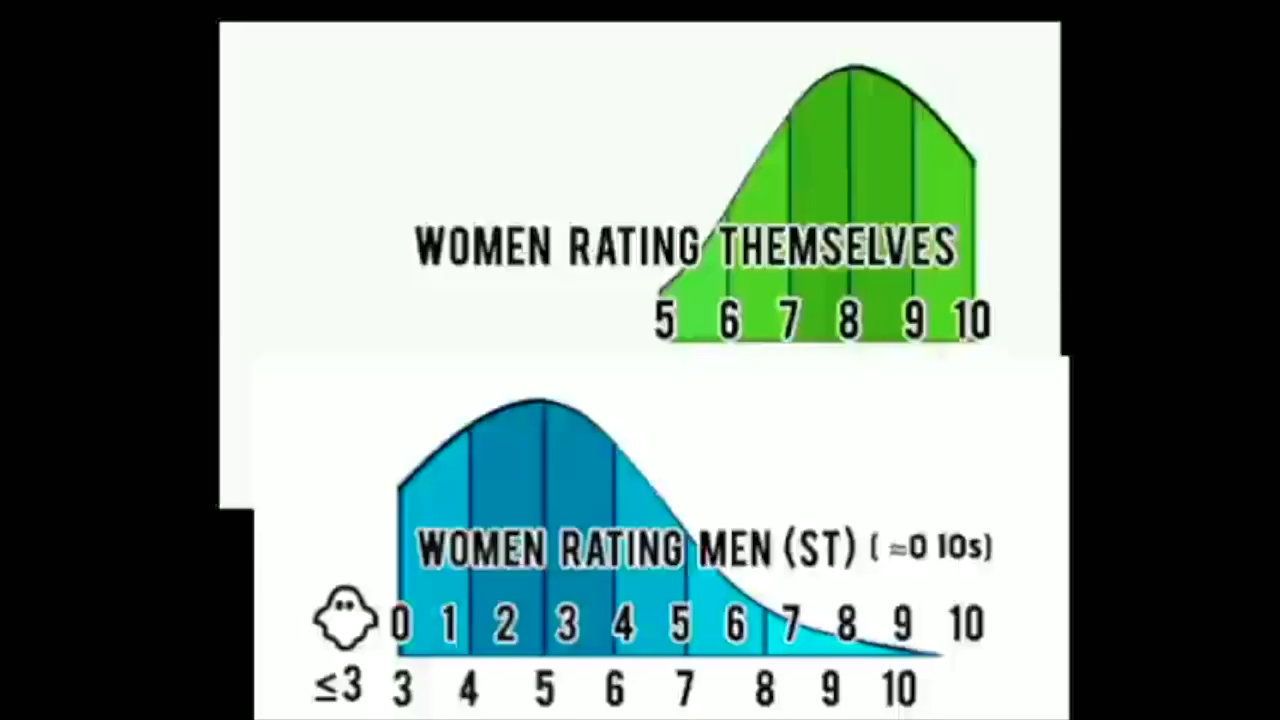 WOMEN RATING THEMSELVES
5 6 7 8 9 10
WOMEN RATING MEN (ST) ( ≈0 10s)
0 1 2 3 4 5 6 7 8 9 10
≤3 3 4 5 6 7 8 9 10